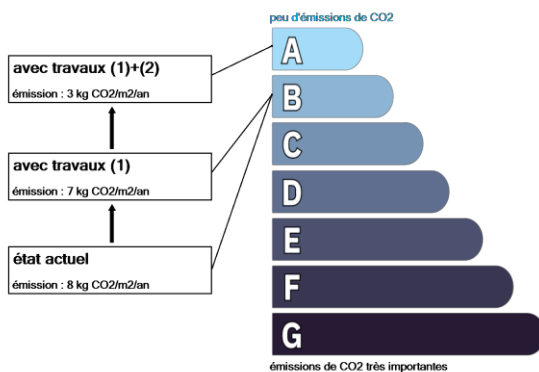 peu d'émissions de CO2
avec travaux (1)+(2)
émission : 3 kg CO2/m2/an
avec travaux (1)
émission : 7 kg CO2/m2/an
état actuel
émission : 8 kg CO2/m2/an
A
B
C
D
E
F
G
émissions de CO2 très importantes